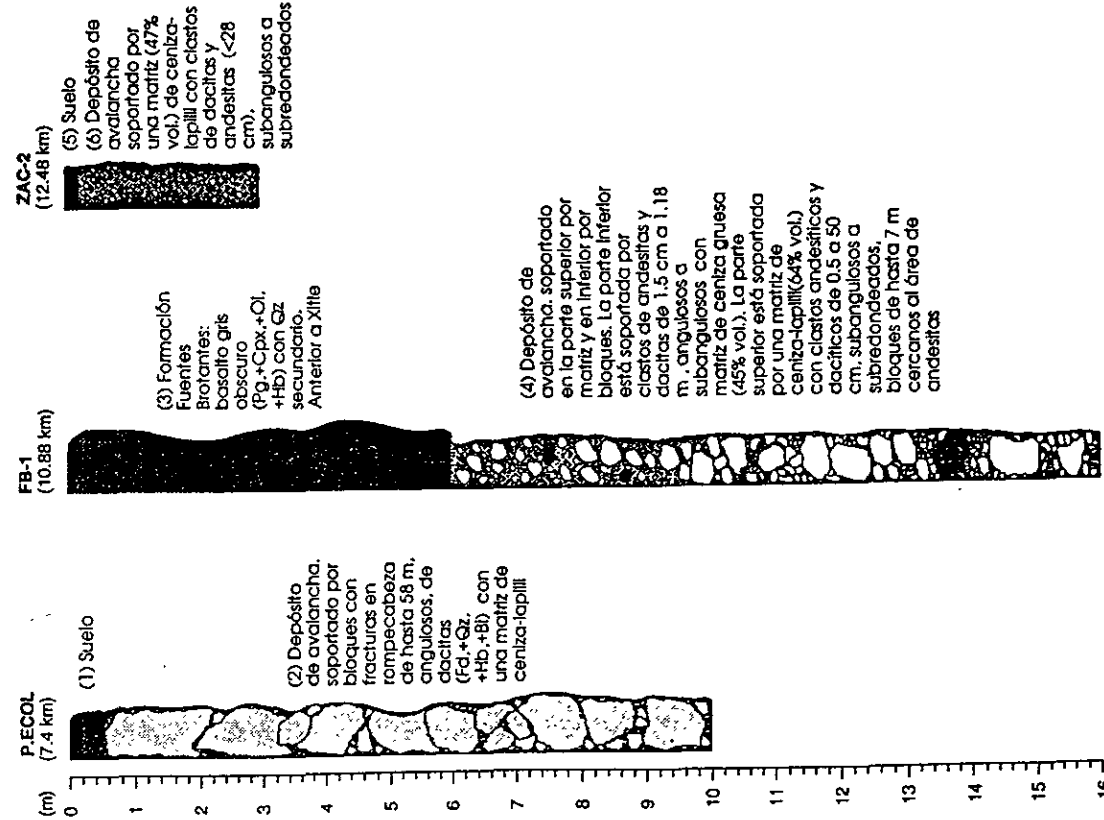 (m)
0
1
2
3
4
5
6
7
8
9
10
11
12
13
14
15
16
P.ECOL
(7.4 km)
(1) Suelo
(2) Depósito
de avalancha.
soportado por
bloques con
fracturas en
rompecabeza
de hasta 58 m,
angulosos, de
dacitas
(Fd.+Qz.
+Hb.+Bi) con
una matriz de
ceniza-lapilli
FB-1
(10.88 km)
(3) Formación
Fuentes
Brotantes:
basalto gris
obscuro
(Pg.+Cpx.+Ol.
+Hb) con Qz
secundario.
Anterior a Xitle
(4) Depósito de
avalancha. soportado
en la parte superior por
matriz y en inferior por
bloques. La parte inferior
está soportada por
clastos de andesitas y
dacitas de 1.5 cm a 1.18
m , angulosos a
subangulosos con
matriz de ceniza gruesa
(45% vol.). La parte
superior está soportada
por una matriz de
ceniza-lapilli(64% vol.)
con clastos andesíticos y
dacíticos de 0.5 a 50
cm. subangulosos a
subredondeados,
bloques de hasta 7 m
cercanos al área de
andesitas
ZAC-2
(12.48 km)
(5) Suelo
(6) Depósito de
avalancha
soportado por
una matriz (47%
vol.) de ceniza-
lapilli con clastos
de dacitas y
andesitas (<28
cm),
subangulosos a
subredondeados